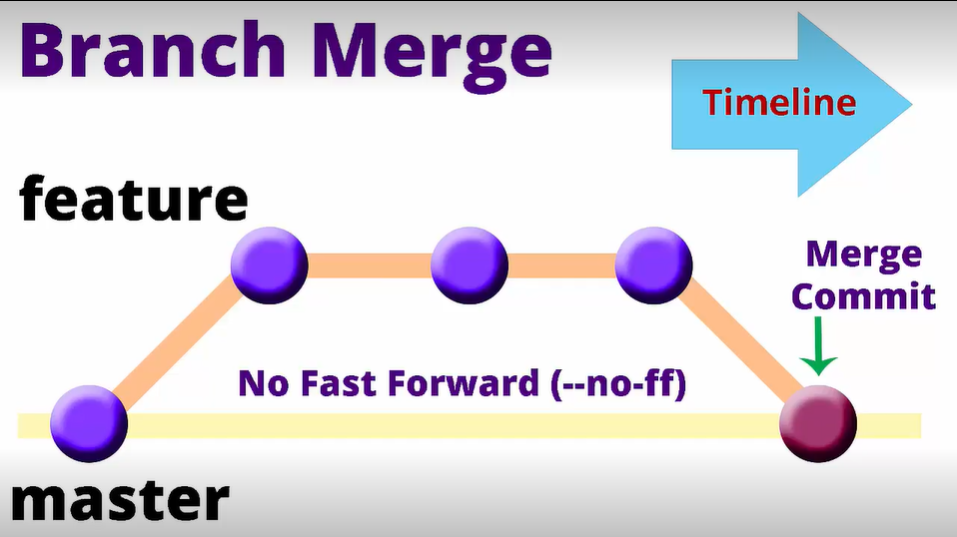 Branch Merge
Timeline
feature
Merge
Commit
No Fast Forward (--no-ff)
master